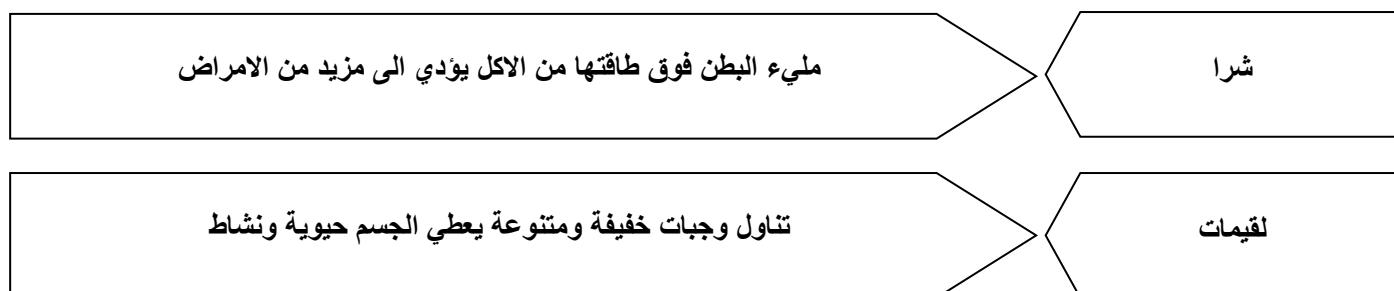 شرا
مليء البطن فوق طاقتها من الاكل يؤدي الى مزيد من الامراض
لقيمات
تناول وجبات خفيفة ومتنوعة يعطي الجسم حيوية ونشاط